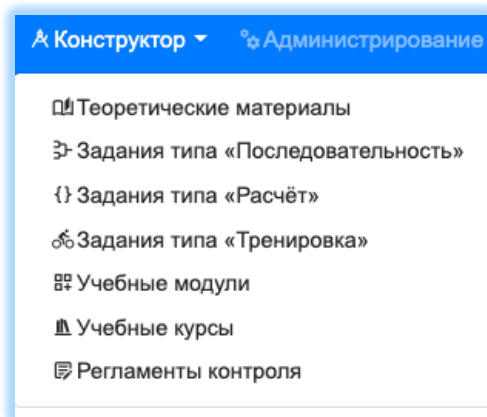 Конструктор Администрирование
Теоретические материалы
Задания типа «Последовательность»
Задания типа «Расчёт»
Задания типа «Тренировка»
Учебные модули
Учебные курсы
Регламенты контроля